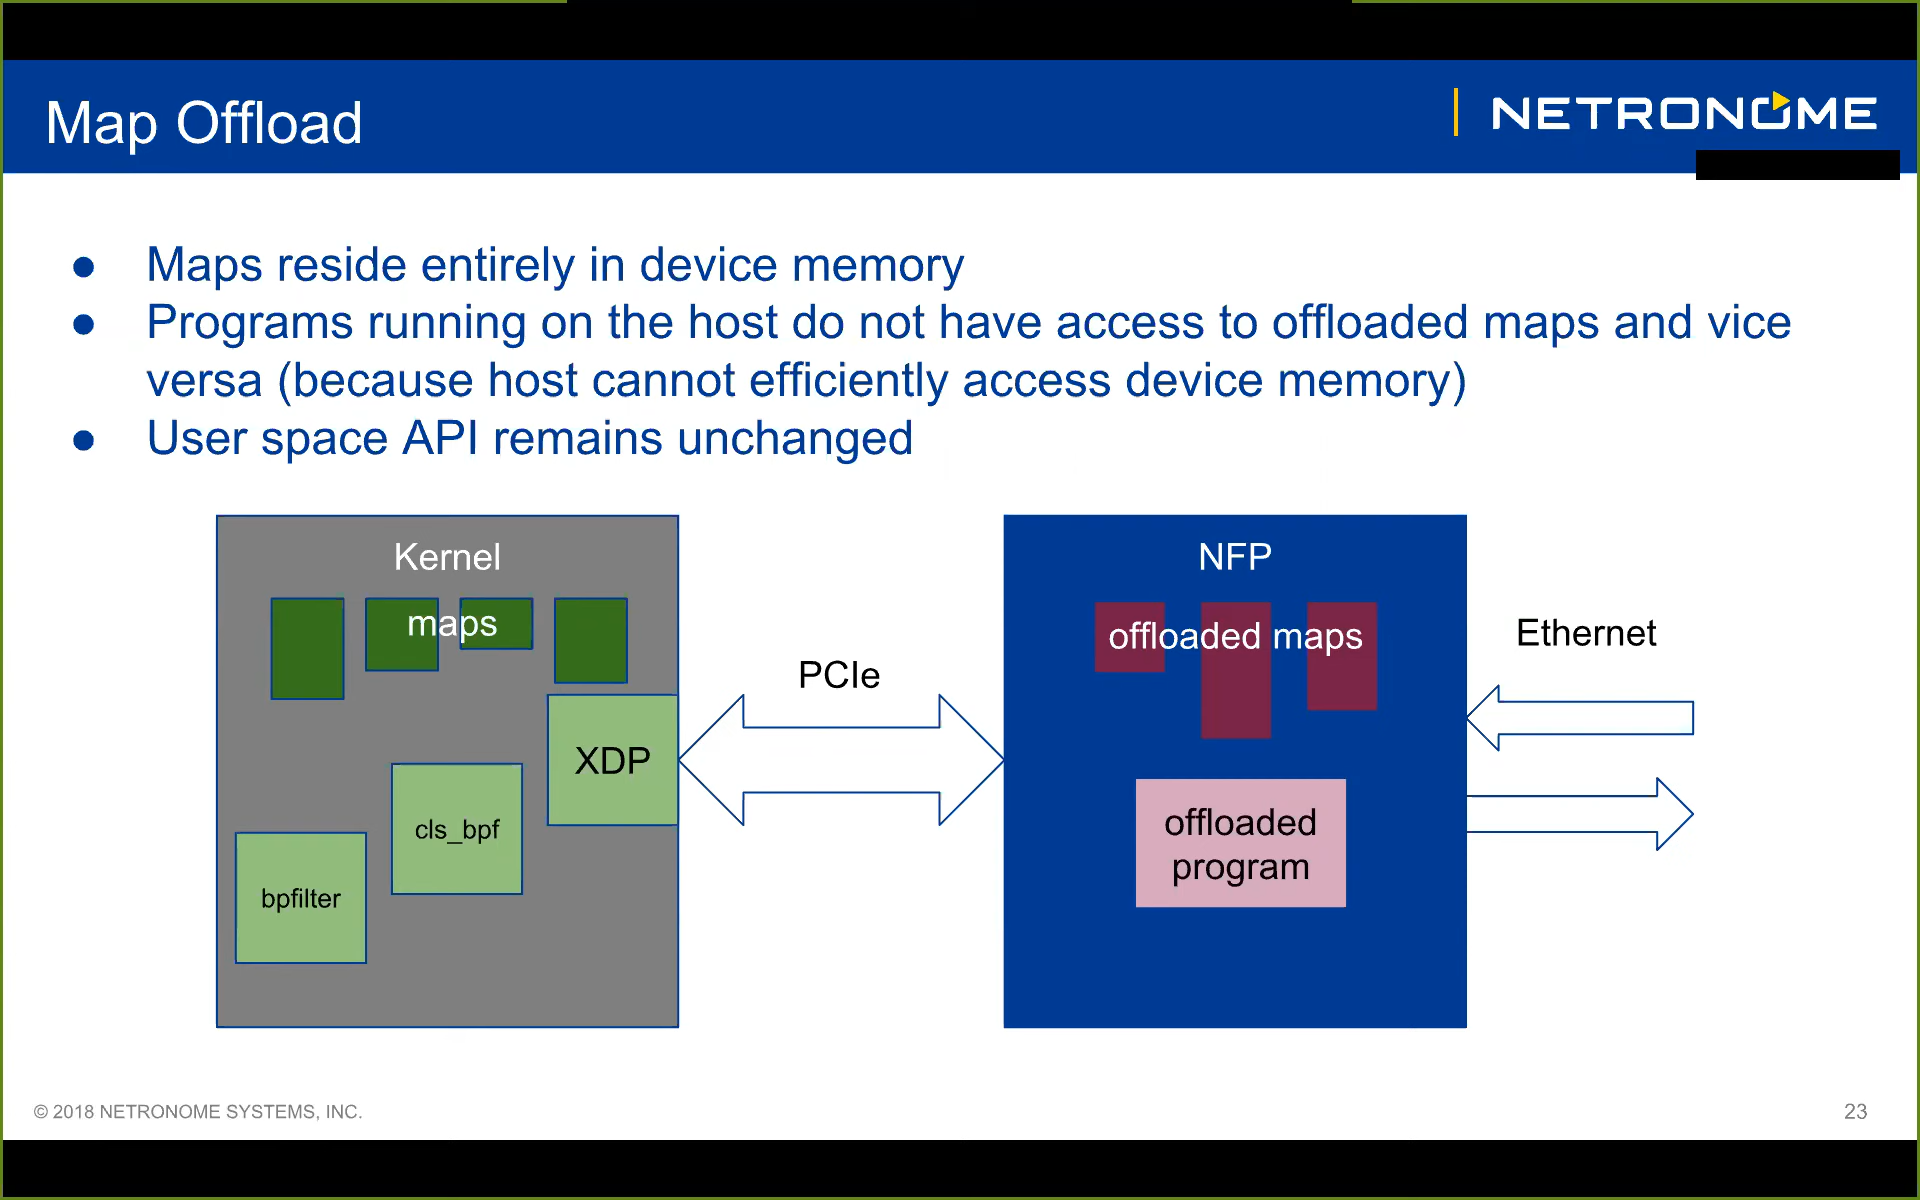 Map Offload
NETRONOME
● Maps reside entirely in device memory
● Programs running on the host do not have access to offloaded maps and vice
versa (because host cannot efficiently access device memory)
● User space API remains unchanged
Kernel
maps
XDP
cls_bpf
bpfilter
PCIe
NFP
offloaded maps
offloaded
program
Ethernet
© 2018 NETRONOME SYSTEMS, INC.
23